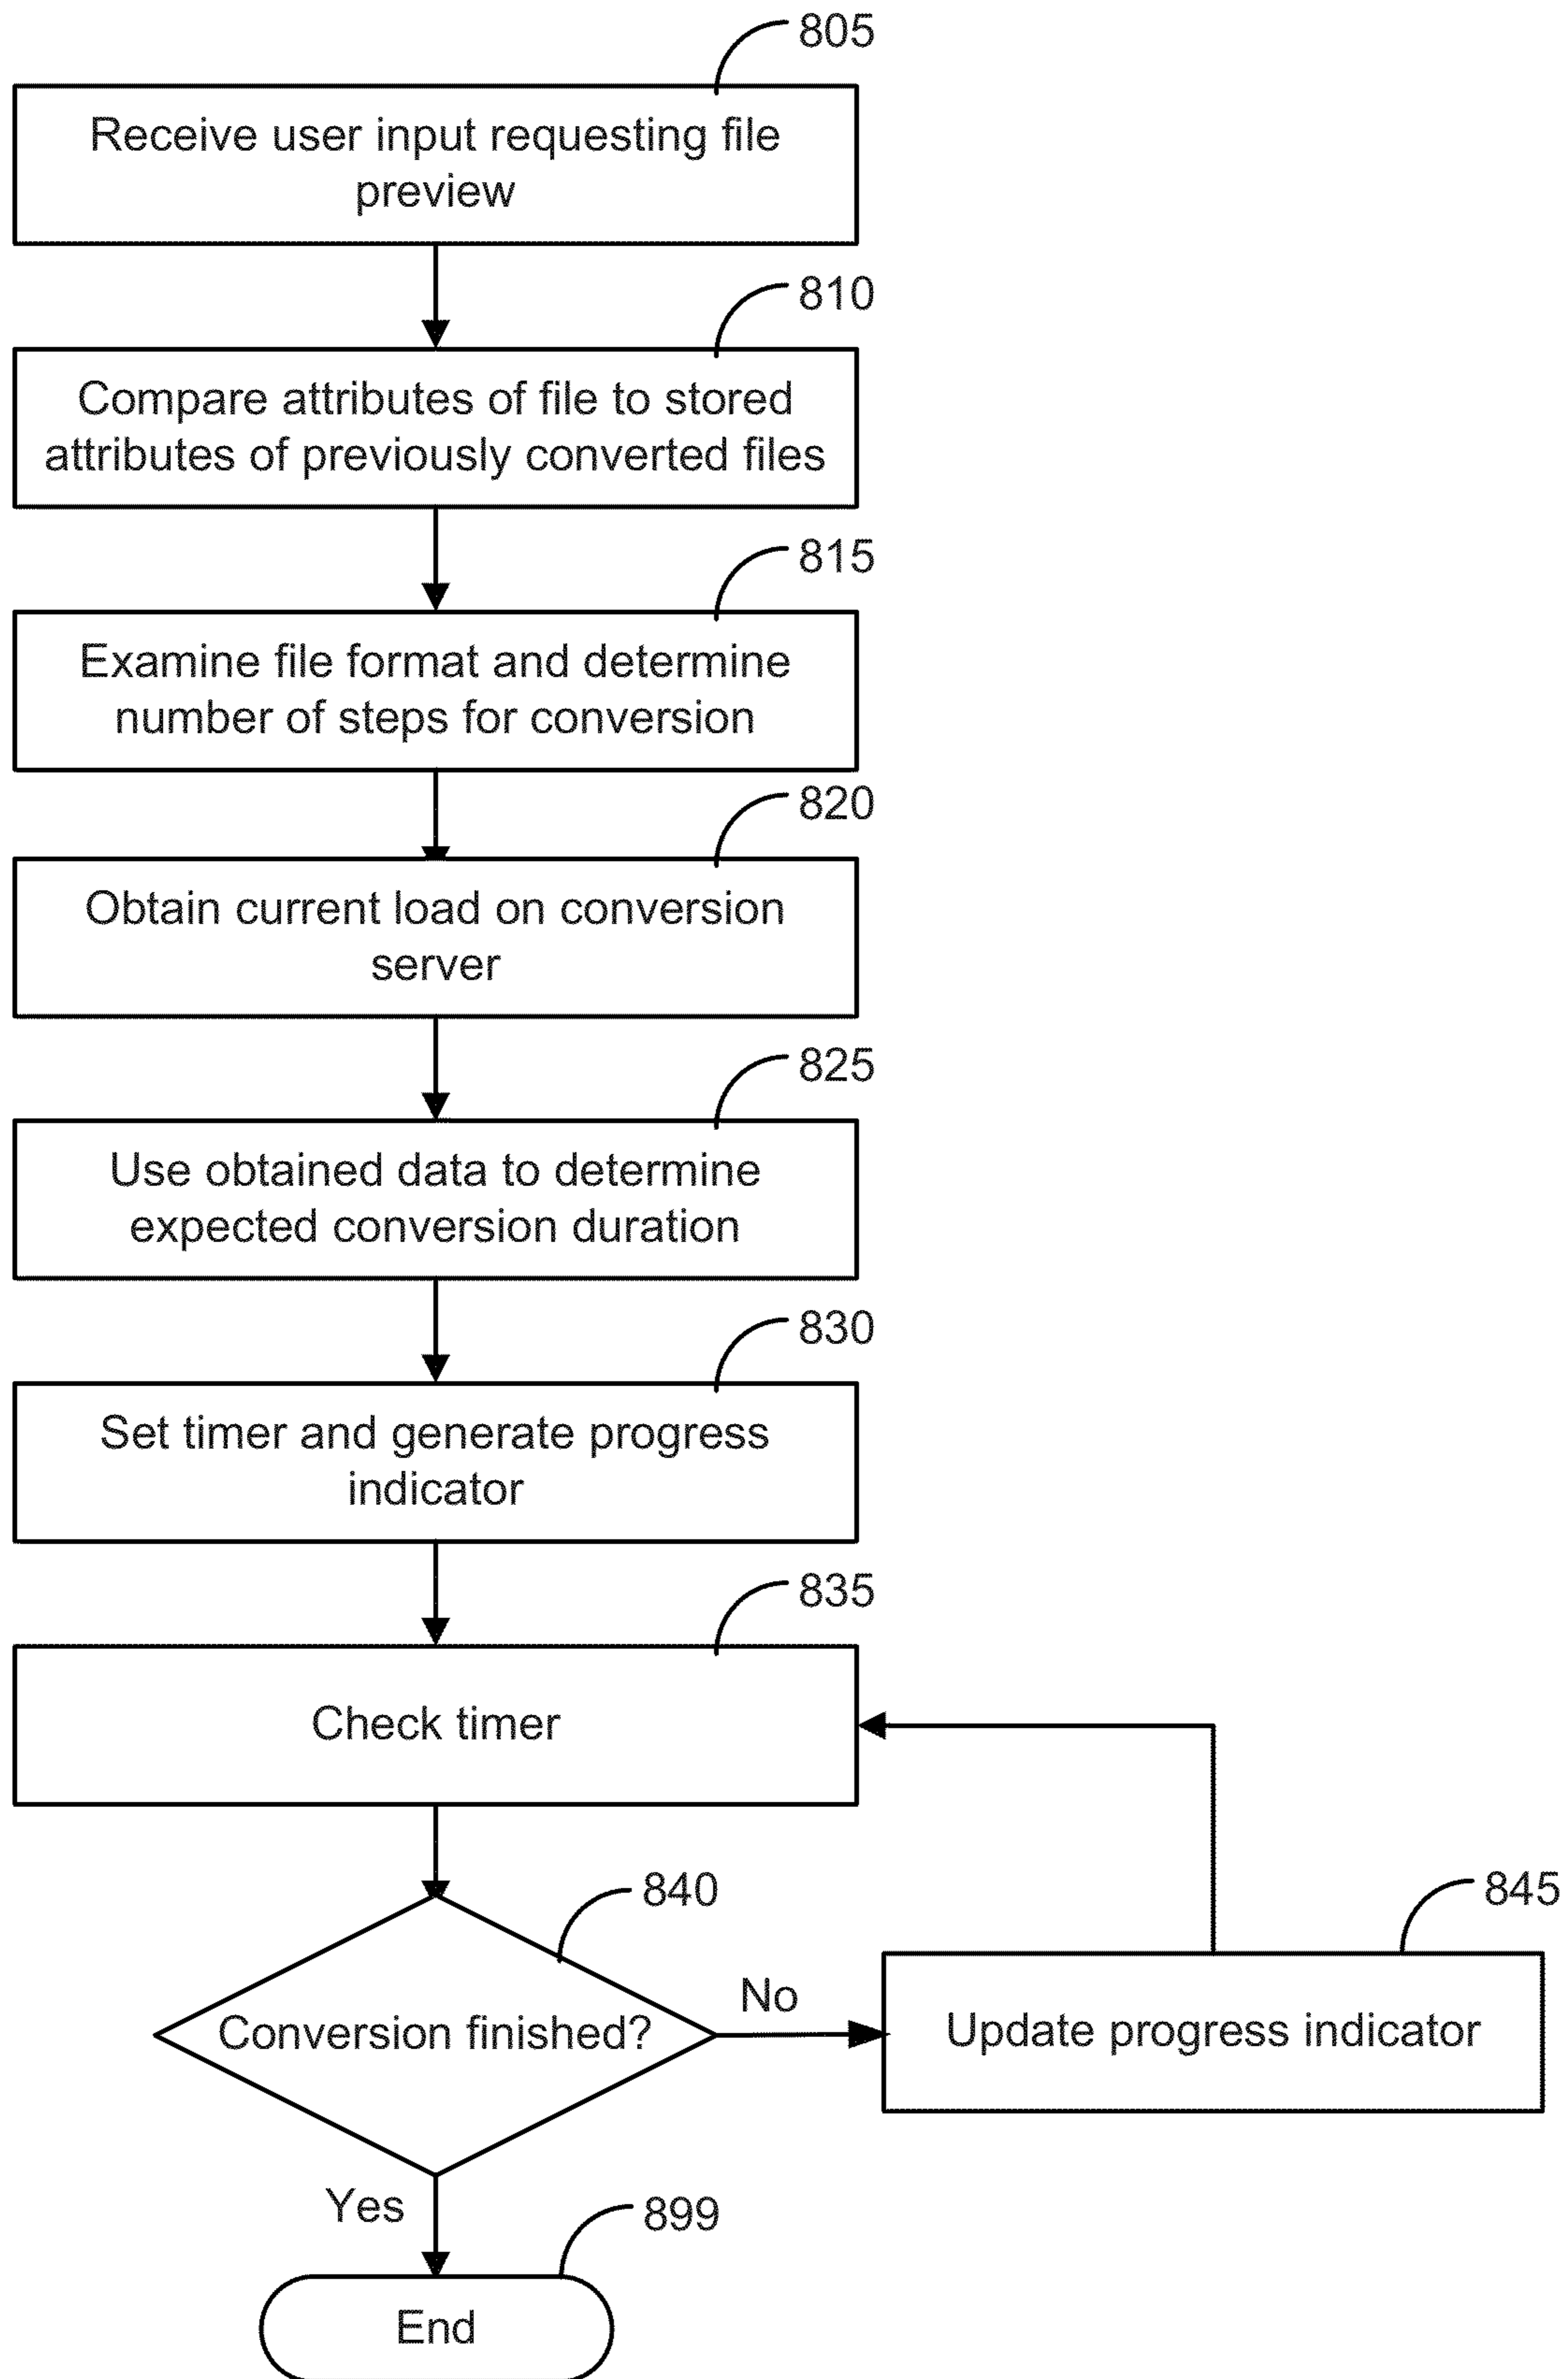 805
Receive user input requesting file
preview
810
Compare attributes of file to stored
attributes of previously converted files
815
Examine file format and determine
number of steps for conversion
820
Obtain current load on conversion
server
825
Use obtained data to determine
expected conversion duration
830
Set timer and generate progress
indicator
835
Check timer
840
845
Conversion finished?
No
Update progress indicator
Yes
899
End